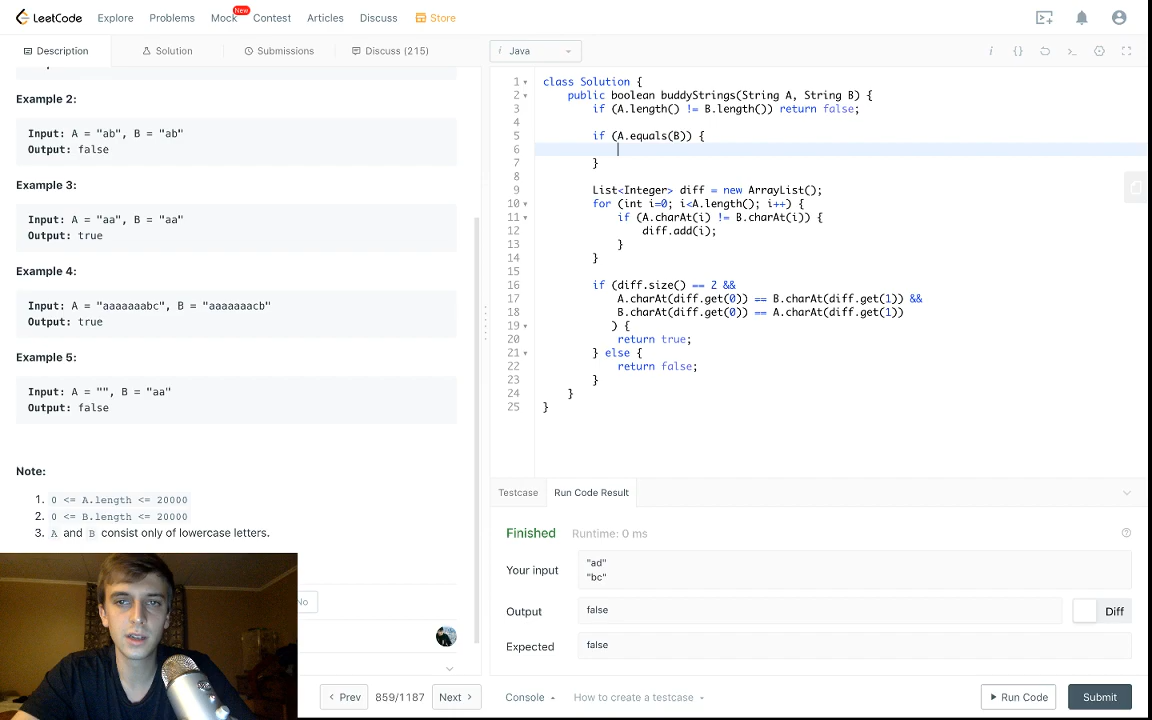 LeetCode Explore Problems Mock New Contest Articles Discuss Store
Description Solution Submissions Discuss (215)
Example 2:
Input: A = "ab", B = "ab"
Output: false
Example 3:
Input: A = "aa", B = "aa"
Output: true
Example 4:
Input: A = "aaaaaaabc", B = "aaaaaaacb"
Output: true
Example 5:
Input: A = "", B = "aa"
Output: false
Note:
1. 0 <= A.length <= 20000
2. 0 <= B.length <= 20000
3. A and B consist only of lowercase letters.
No
Prev 859/1187 Next
i Java
i {} >_
1 class Solution {
2 public boolean buddyStrings(String A, String B) {
3 if (A.length() != B.length()) return false;
4
5 if (A.equals(B)) {
6
7 }
8
9 List<Integer> diff = new ArrayList();
10 for (int i=0; i<A.length(); i++) {
11 if (A.charAt(i) != B.charAt(i)) {
12 diff.add(i);
13 }
14 }
15
16 if (diff.size() == 2 &&
17 A.charAt(diff.get(0)) == B.charAt(diff.get(1)) &&
18 B.charAt(diff.get(0)) == A.charAt(diff.get(1))
19 ) {
20 return true;
21 } else {
22 return false;
23 }
24 }
25 }
Testcase Run Code Result
Finished Runtime: 0 ms
Your input
"ad"
"bc"
Output false Diff
Expected false
Console How to create a testcase Run Code Submit